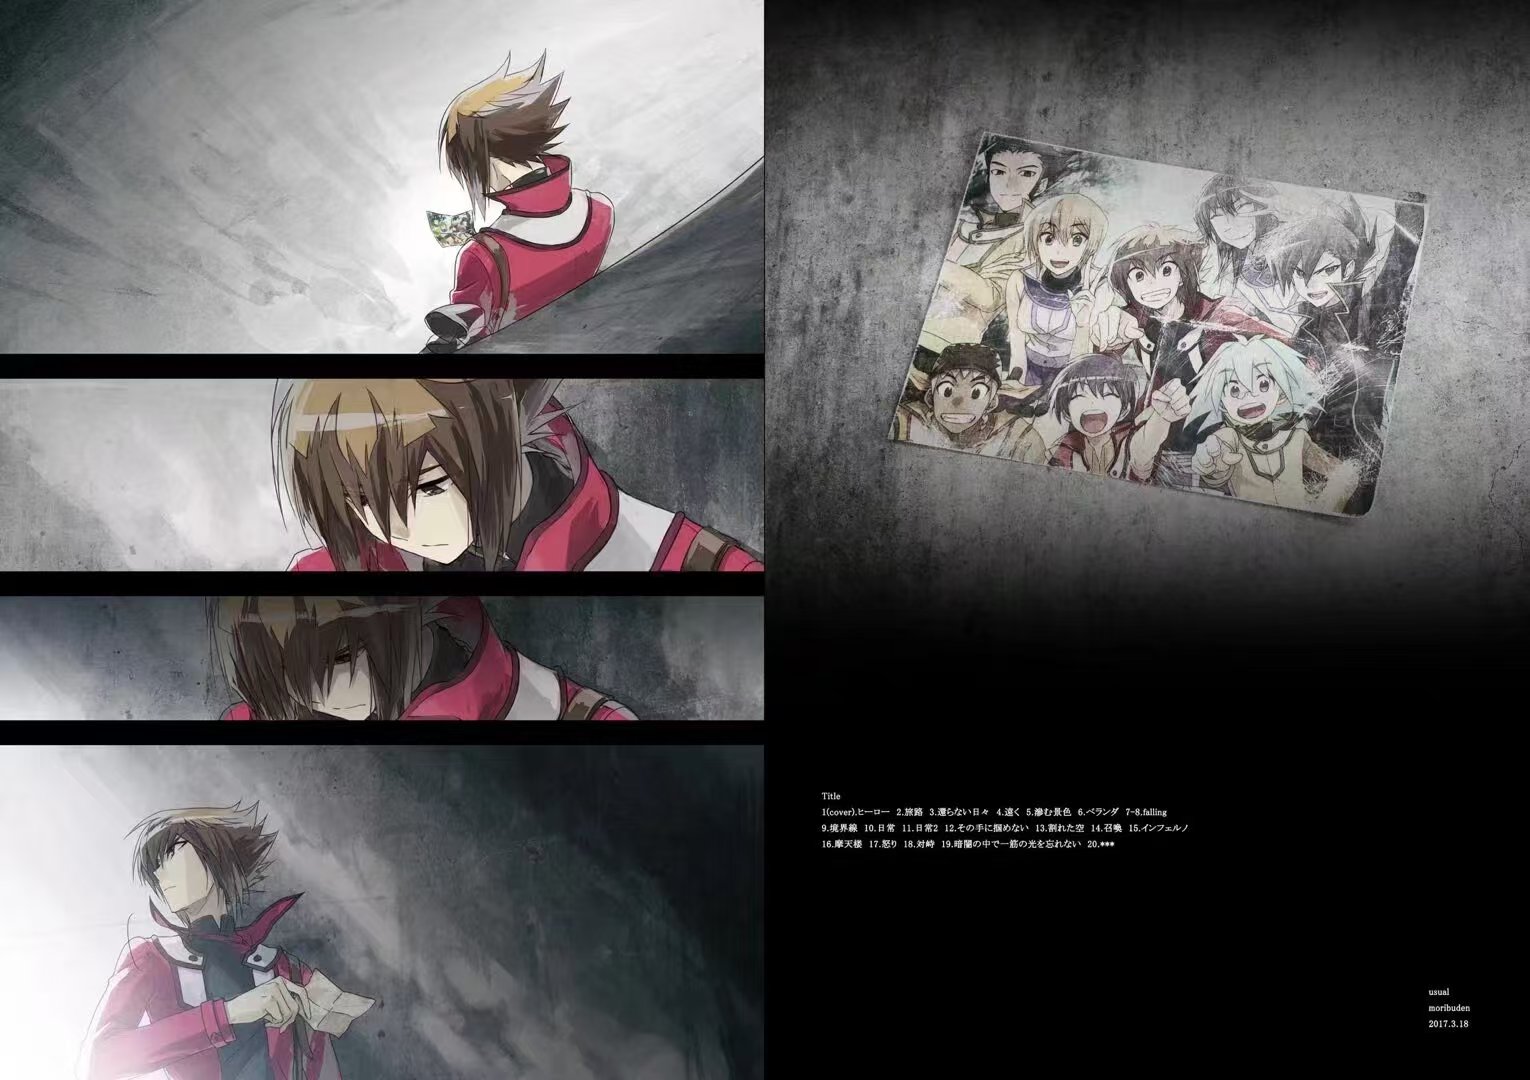 Title
1(cover).ヒーロー 2.旅路 3.還らない日々 4.遠く 5.滲む景色 6.ベランダ 7-8.falling
9.境界線 10.日常 11.日常2 12.その手に掴めない 13.割れた空 14.召喚 15.インフェルノ
16.摩天楼 17.怒り 18.対峙 19.暗闇の中で一筋の光を忘れない 20.***
usual
moribuden
2017.3.18